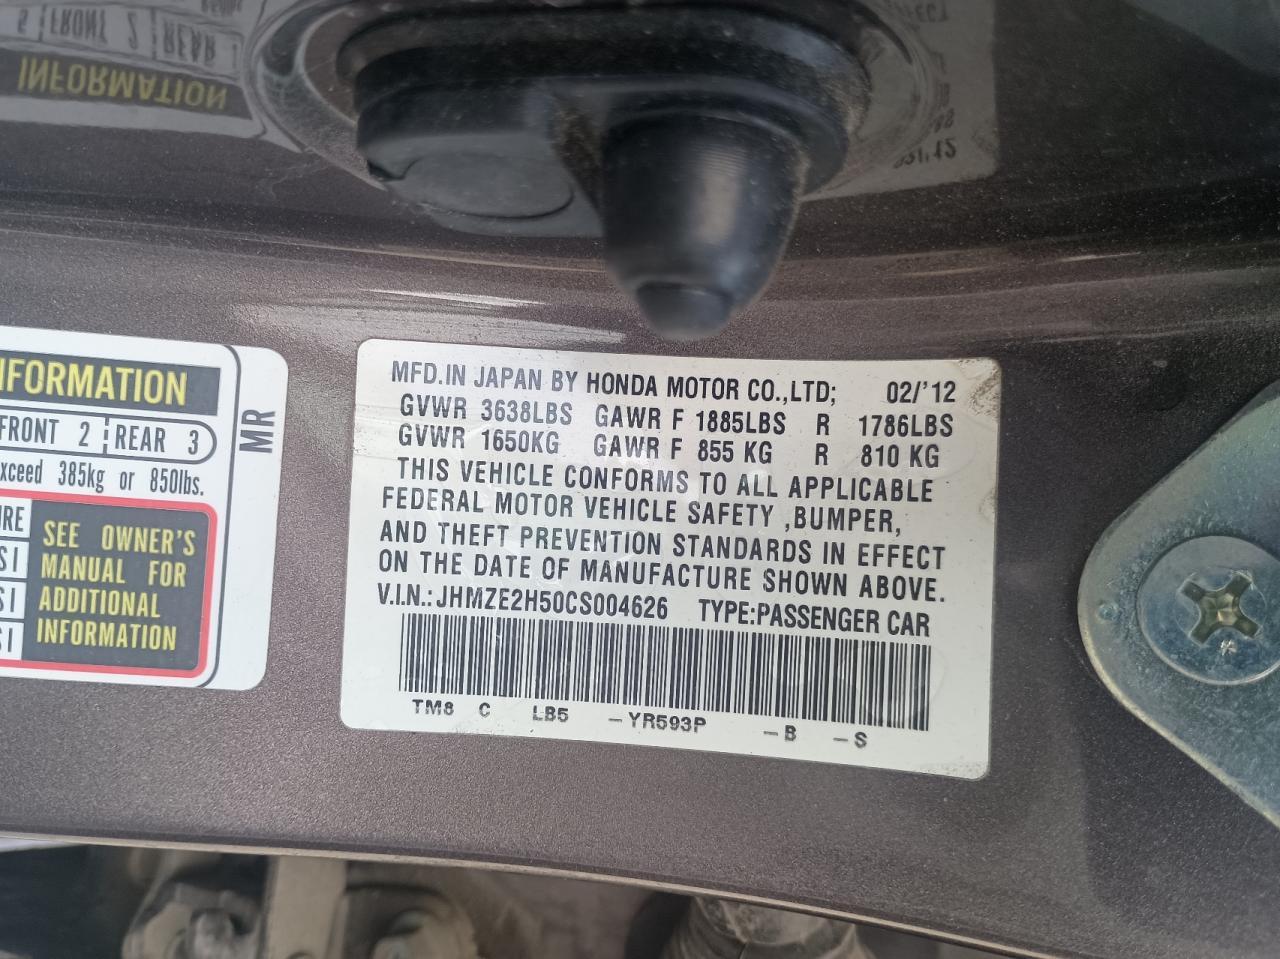 INFORMATION
FRONT 2 REAR 3
exceed 385kg or 850lbs.
SEE OWNER'S
MANUAL FOR
ADDITIONAL
INFORMATION
MR
MFD.IN JAPAN BY HONDA MOTOR CO.,LTD; 02/'12
GVWR 3638LBS GAWR F 1885LBS R 1786LBS
GVWR 1650KG GAWR F 855 KG R 810 KG
THIS VEHICLE CONFORMS TO ALL APPLICABLE
FEDERAL MOTOR VEHICLE SAFETY ,BUMPER,
AND THEFT PREVENTION STANDARDS IN EFFECT
ON THE DATE OF MANUFACTURE SHOWN ABOVE.
V.I.N.: JHMZE2H50CS004626 TYPE:PASSENGER CAR
TM8 C LB5 -YR593P -B -S